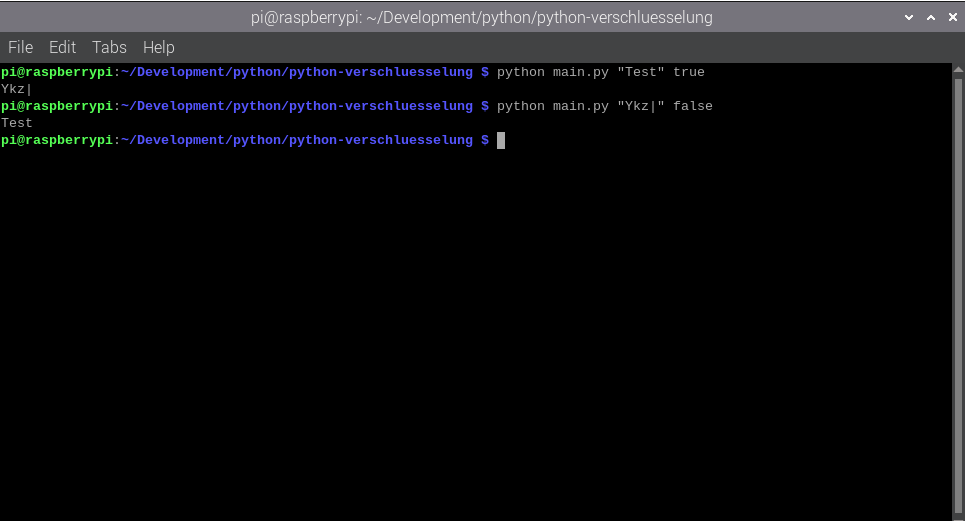 pi@raspberrypi: ~/Development/python/python-verschluesselung
File Edit Tabs Help
pi@raspberrypi:~/Development/python/python-verschluesselung $ python main.py "Test" true
Ykz|
pi@raspberrypi:~/Development/python/python-verschluesselung $ python main.py "Ykz|" false
Test
pi@raspberrypi:~/Development/python/python-verschluesselung $